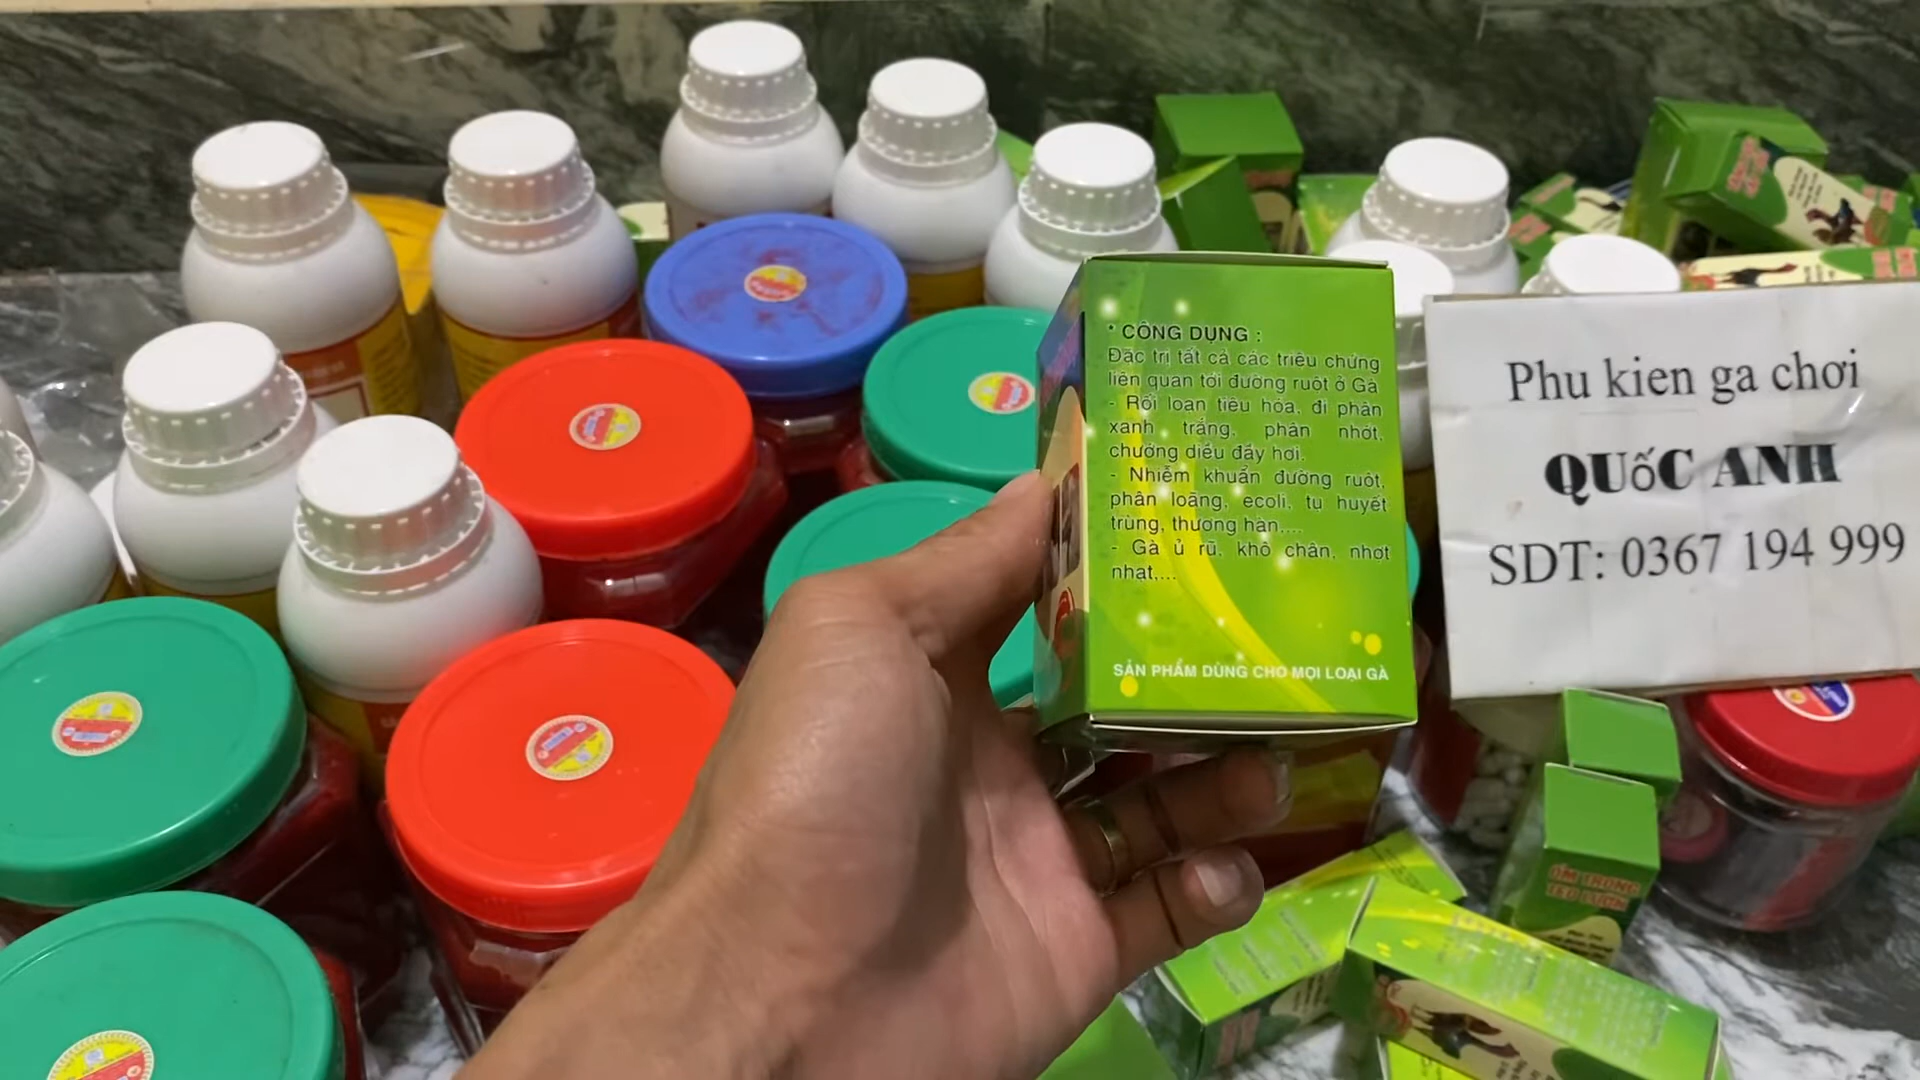 * CÔNG DỤNG :
Đặc trị tất cả các triệu chứng
liên quan tới đường ruột ở Gà
- Rối loạn tiêu hóa, đi phân
xanh trắng, phân nhớt,
chướng diều đầy hơi.
- Nhiễm khuẩn đường ruột,
phân loãng, ecoli, tụ huyết
trùng, thương hàn,...
- Gà ủ rũ, khô chân, nhợt
nhạt,...
SẢN PHẨM DÙNG CHO MỌI LOẠI GÀ
Phu kien ga chơi
QUốC ANH
SDT: 0367 194 999